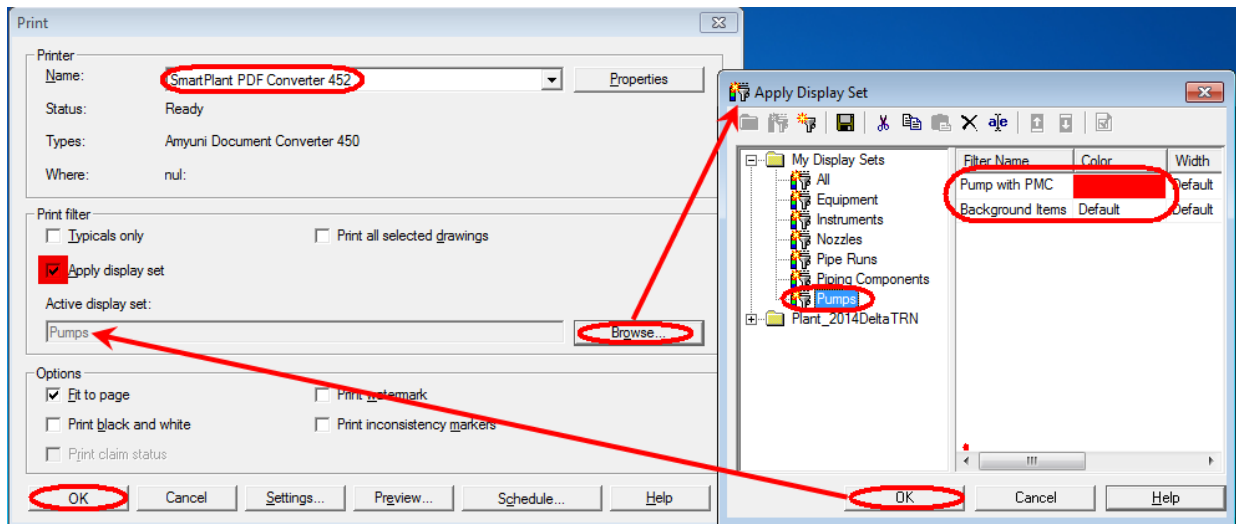 Print
Printer
Name:
SmartPlant PDF Converter 452
Properties
Status:
Ready
Types:
Amyuni Document Converter 450
Where:
nul:
Print filter
Typicals only
Print all selected drawings
Apply display set
Active display set:
Pumps
Browse...
Options
Fit to page
Print watermark
Print black and white
Print inconsistency markers
Print claim status
OK
Cancel
Settings...
Preview...
Schedule...
Help
Apply Display Set
My Display Sets
All
Equipment
Instruments
Nozzles
Pipe Runs
Piping Components
Pumps
Plant_2014DeltaTRN
Filter Name
Color
Width
Pump with PMC
Default
Background Items
Default
Default
OK
Cancel
Help